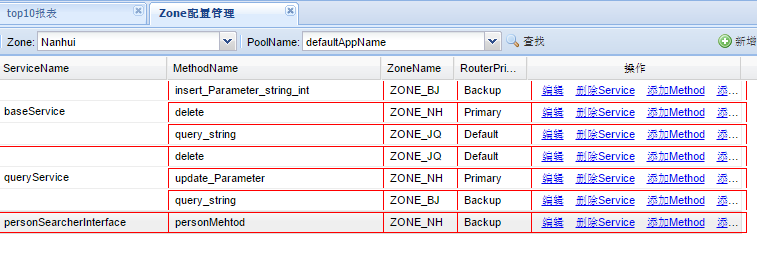 top10报表 Zone配置管理
Zone: Nanhui PoolName: defaultAppName 查找 新增
ServiceName MethodName ZoneName RouterPri... 操作
insert_Parameter_string_int ZONE_BJ Backup 编辑 删除Service 添加Method 添...
baseService delete ZONE_NH Primary 编辑 删除Service 添加Method 添...
query_string ZONE_JQ Default 编辑 删除Service 添加Method 添...
delete ZONE_JQ Default 编辑 删除Service 添加Method 添...
queryService update_Parameter ZONE_NH Primary 编辑 删除Service 添加Method 添...
query_string ZONE_BJ Backup 编辑 删除Service 添加Method 添...
personSearcherInterface personMehtod ZONE_NH Backup 编辑 删除Service 添加Method 添...